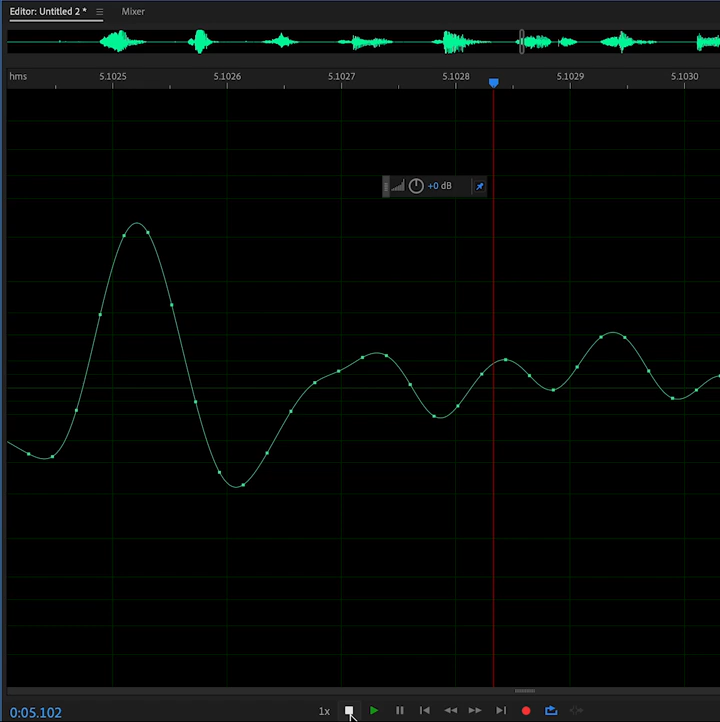 Editor: Untitled 2 * Mixer
hms 5.1025 5.1026 5.1027 5.1028 5.1029 5.1030
+0 dB
0:05.102 1x